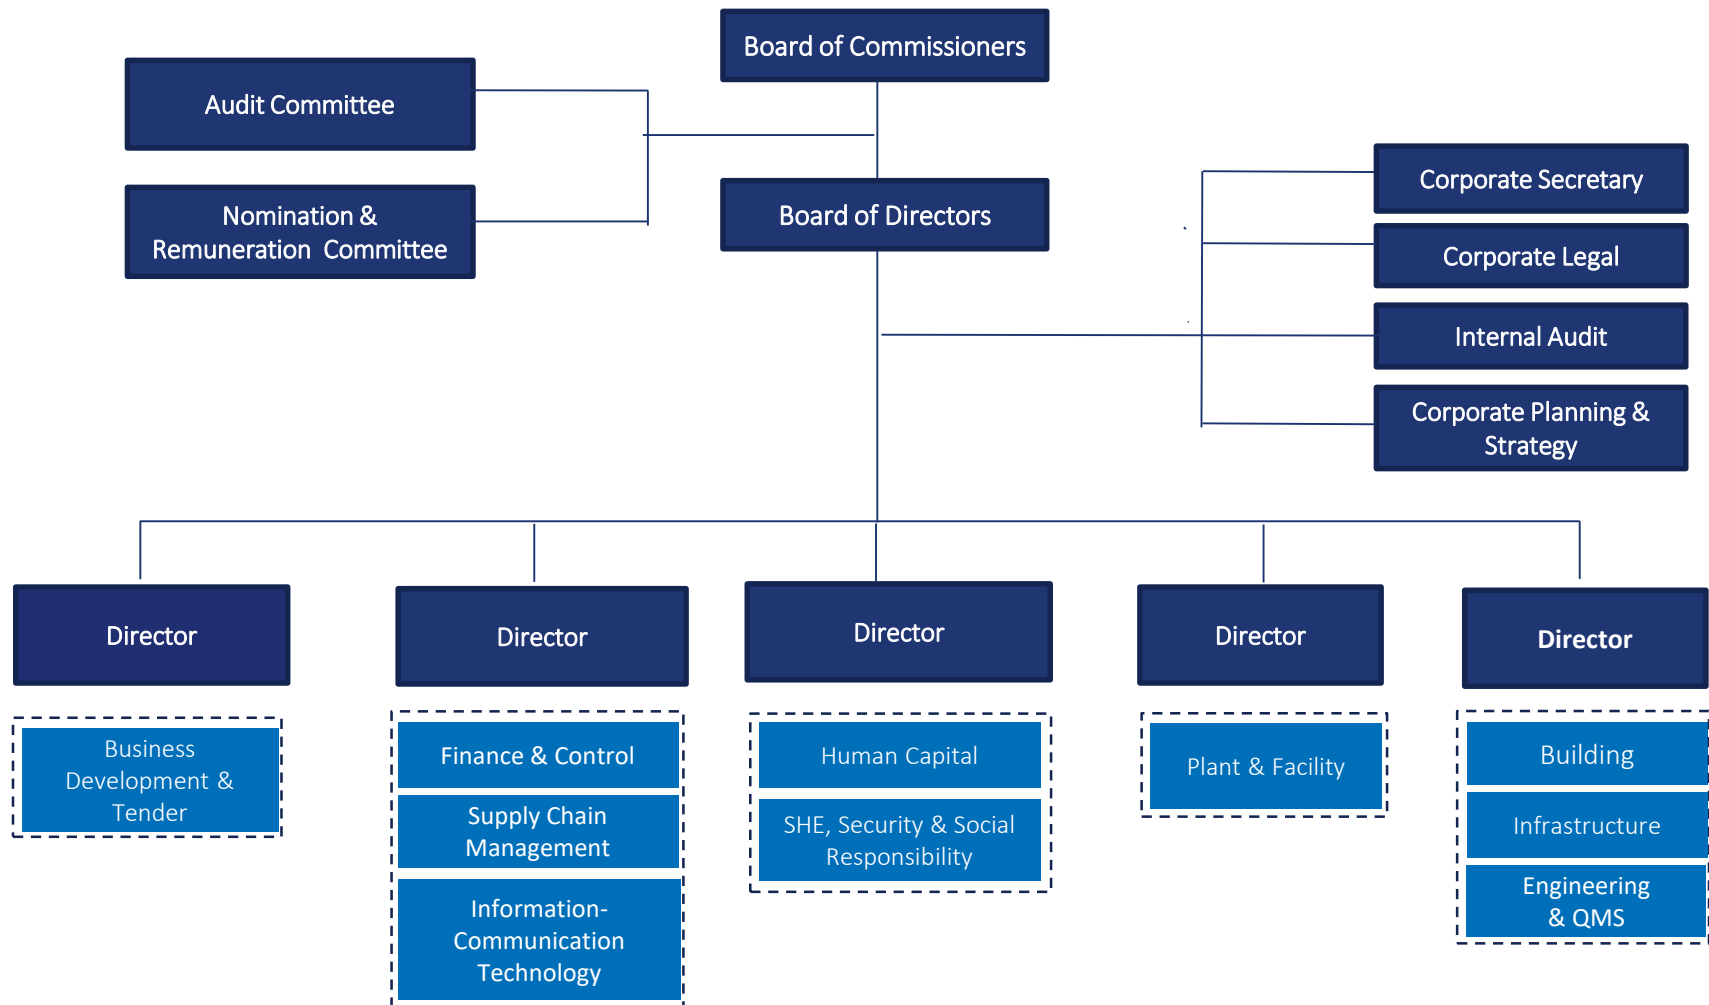 Board of Commissioners
Audit Committee
Nomination &
Remuneration Committee
Board of Directors
Corporate Secretary
Corporate Legal
Internal Audit
Corporate Planning &
Strategy
Director
Director
Director
Director
Director
Business
Development &
Tender
Finance & Control
Supply Chain
Management
Information-
Communication
Technology
Human Capital
SHE, Security & Social
Responsibility
Plant & Facility
Building
Infrastructure
Engineering
& QMS